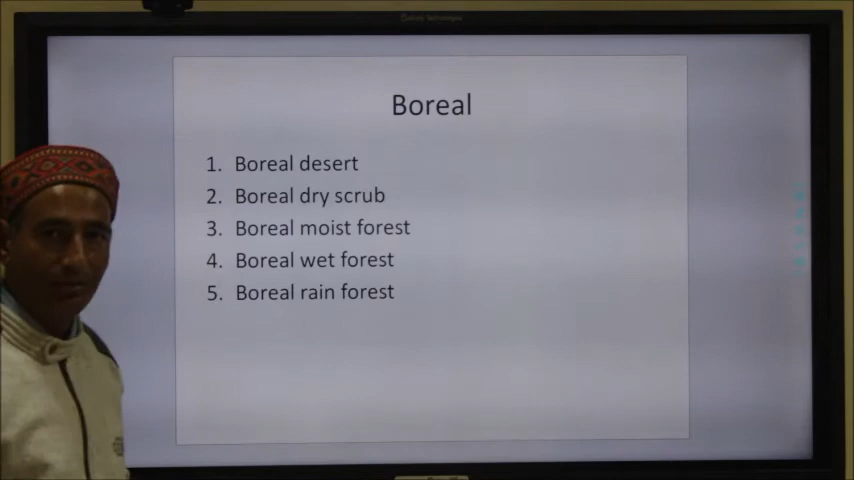 Boreal
1. Boreal desert
2. Boreal dry scrub
3. Boreal moist forest
4. Boreal wet forest
5. Boreal rain forest